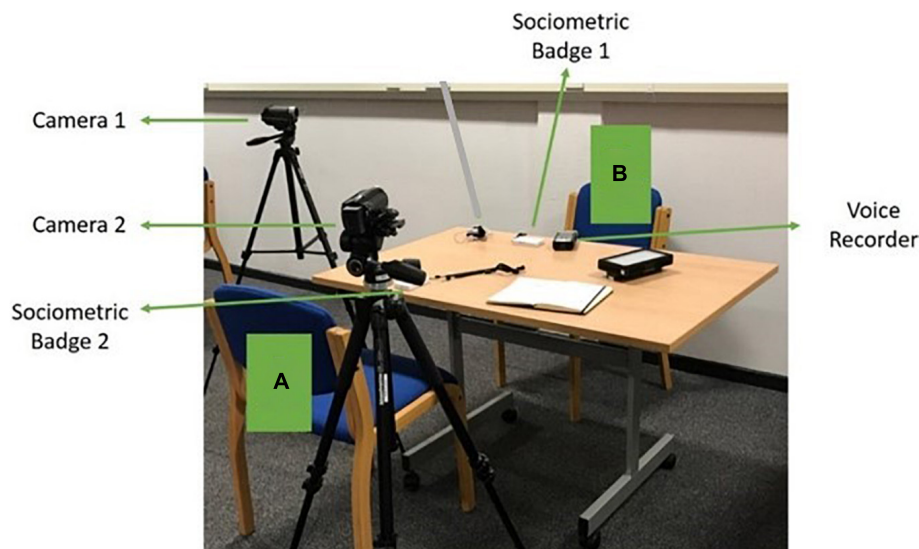 Sociometric
Badge 1
Camera 1
B
Camera 2
Voice
Recorder
Sociometric
Badge 2
A